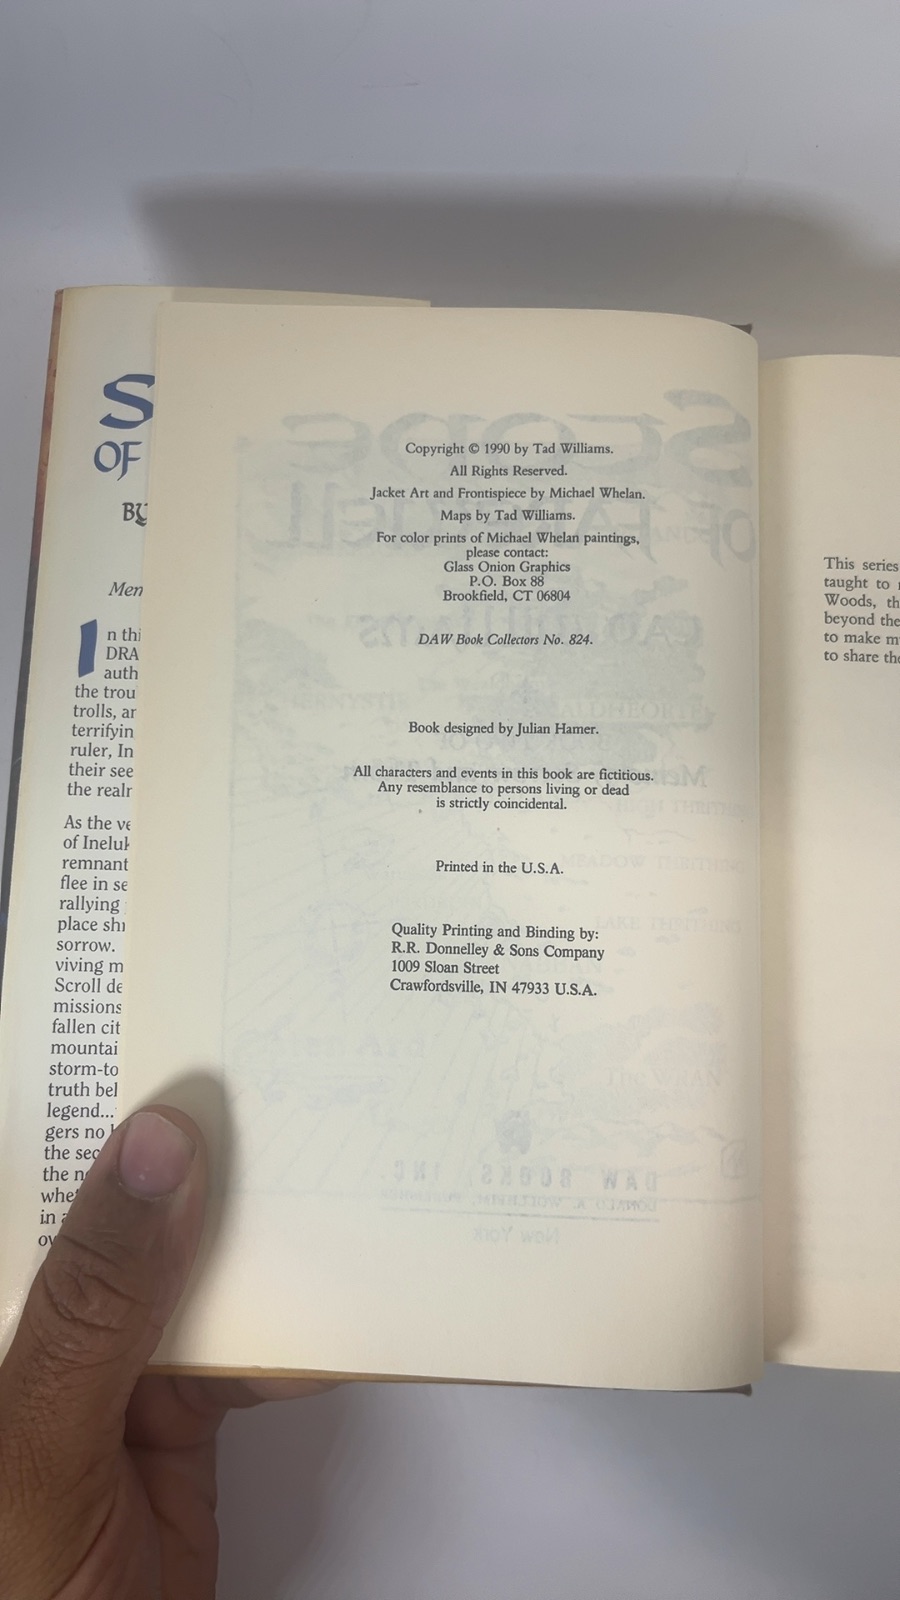 S
OF
BY
Men
In thi
DRA
auth
the trou
trolls, ar
terrifyin
ruler, In
their see
the realr
As the ve
of Ineluk
remnant
flee in se
rallying
place shr
sorrow.
viving m
Scroll de
missions
fallen cit
mountai
storm-to
truth bel
legend...
gers no
the sec
the n
whe
in a
ov
Copyright © 1990 by Tad Williams.
All Rights Reserved.
Jacket Art and Frontispiece by Michael Whelan.
Maps by Tad Williams.
For color prints of Michael Whelan paintings,
please contact:
Glass Onion Graphics
P.O. Box 88
Brookfield, CT 06804
DAW Book Collectors No. 824.
Book designed by Julian Hamer.
All characters and events in this book are fictitious.
Any resemblance to persons living or dead
is strictly coincidental.
Printed in the U.S.A.
Quality Printing and Binding by:
R.R. Donnelley & Sons Company
1009 Sloan Street
Crawfordsville, IN 47933 U.S.A.
This series
taught to
Woods, th
beyond the
to make m
to share the